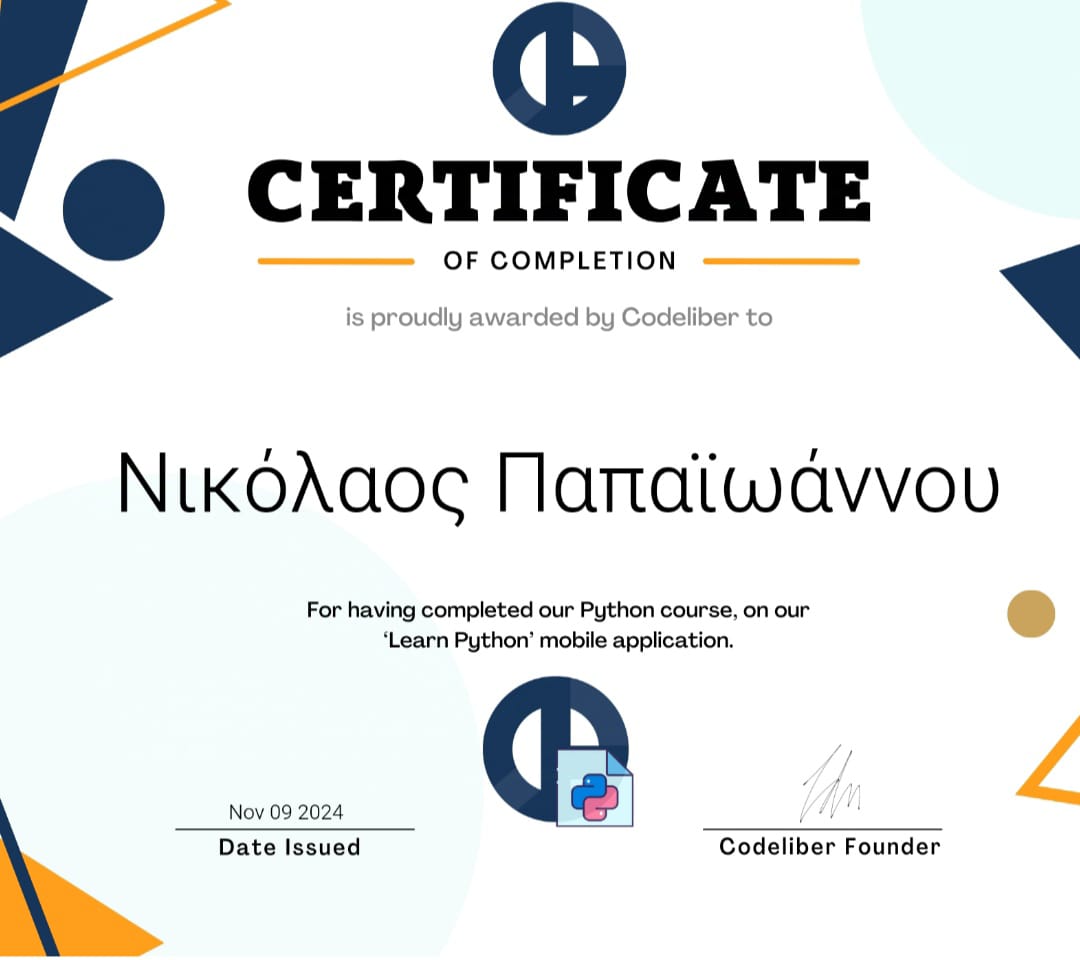 CERTIFICATE
OF COMPLETION
is proudly awarded by Codeliber to
Νικόλαος Παπαϊωάννου
For having completed our Python course, on our
‘Learn Python’ mobile application.
Nov 09 2024
Date Issued
Codeliber Founder